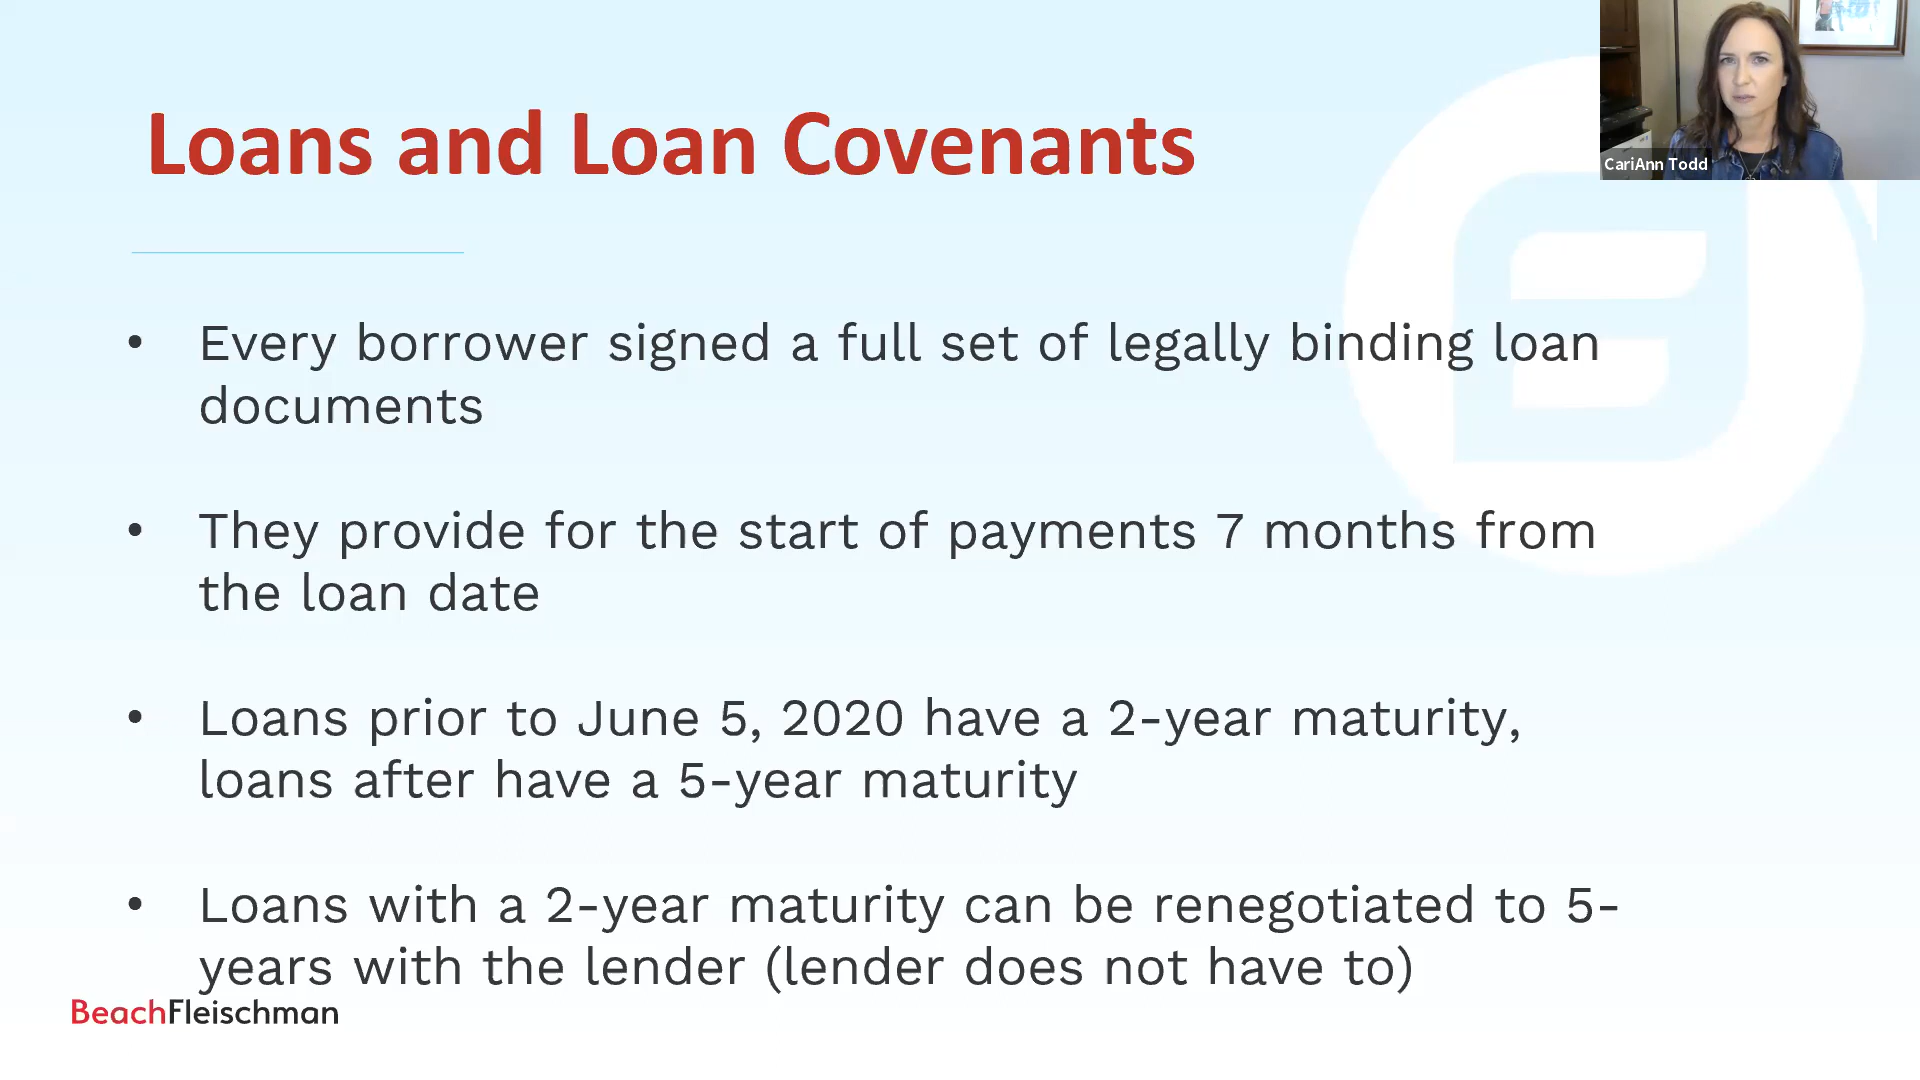 CariAnn Todd
Loans and Loan Covenants
• Every borrower signed a full set of legally binding loan
documents
• They provide for the start of payments 7 months from
the loan date
• Loans prior to June 5, 2020 have a 2-year maturity,
loans after have a 5-year maturity
• Loans with a 2-year maturity can be renegotiated to 5-
years with the lender (lender does not have to)
BeachFleischman